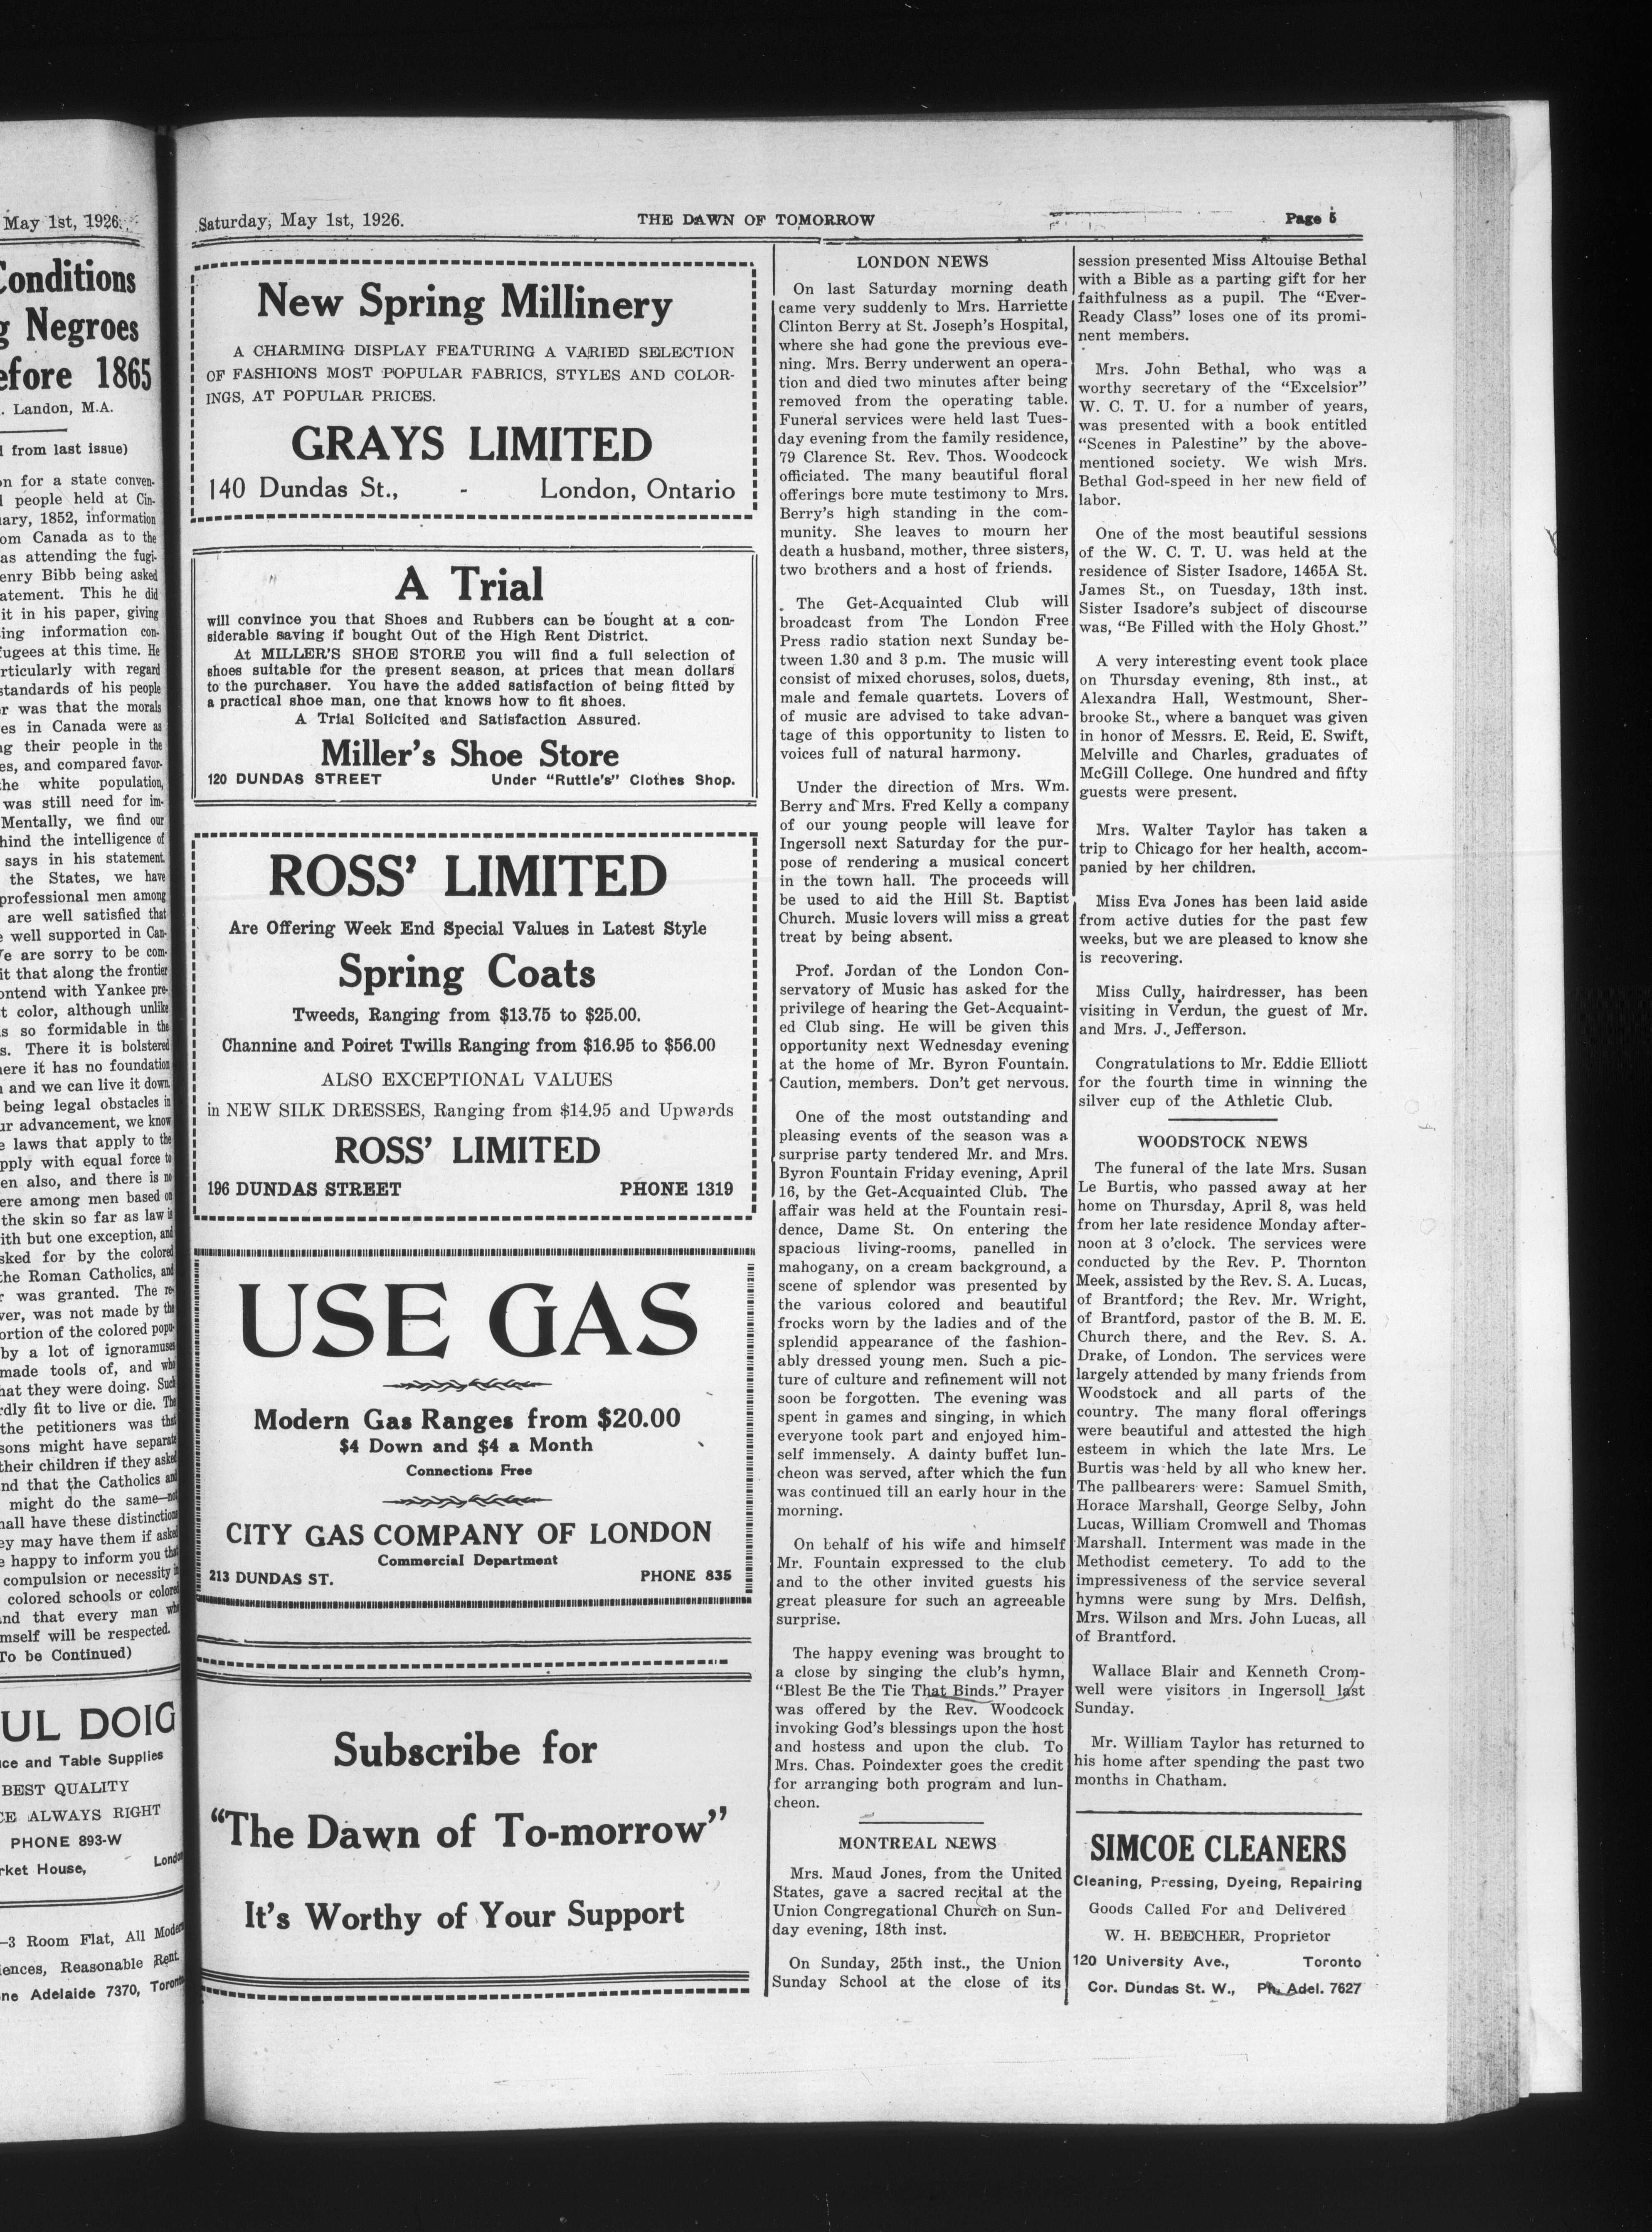 May 1st, 1926.
Conditions
Negroes
before 1865
Landon, M.A.
from last issue)
on for a state conven-
people held at Cin-
1852, information
from Canada as to the
as attending the fugi-
Henry Bibb being asked
statement. This he did
it in his paper, giving
information con-
fugees at this time. He
particularly with regard
standards of his people
was that the morals
es in Canada were as
their people in the
es, and compared favor-
the white population,
was still need for im-
Mentally, we find our
hind the intelligence of
says in his statement.
the States, we have
professional men among
are well satisfied that
well supported in Can-
We are sorry to be com-
it that along the frontier
contend with Yankee pre-
color, although unlike
is so formidable in the
s. There it is bolstered
here it has no foundation
and we can live it down.
being legal obstacles in
our advancement, we know
laws that apply to the
apply with equal force to
en also, and there is no
ere among men based on
the skin so far as law is
with but one exception, and
asked for by the colored
the Roman Catholics, and
was granted. The re-
ver, was not made by the
portion of the colored popu-
by a lot of ignoramuses
made tools of, and who
hat they were doing. Such
rdly fit to live or die. The
the petitioners was that
sons might have separate
their children if they asked
nd that the Catholics and
might do the same—not
hall have these distinctions
ey may have them if asked
happy to inform you that
compulsion or necessity in
colored schools or colored
nd that every man who
mself will be respected.
To be Continued)
UL DOIG
ce and Table Supplies
BEST QUALITY
CE ALWAYS RIGHT
PHONE 893-W
rket House, London
—3 Room Flat, All Modern
iences, Reasonable Rent.
ne Adelaide 7370, Toronto
Saturday, May 1st, 1926. THE DAWN OF TOMORROW Page 5
New Spring Millinery
A CHARMING DISPLAY FEATURING A VARIED SELECTION
OF FASHIONS MOST POPULAR FABRICS, STYLES AND COLOR-
INGS, AT POPULAR PRICES.
GRAYS LIMITED
140 Dundas St., - London, Ontario
A Trial
will convince you that Shoes and Rubbers can be bought at a con-
siderable saving if bought Out of the High Rent District.
At MILLER'S SHOE STORE you will find a full selection of
shoes suitable for the present season, at prices that mean dollars
to the purchaser. You have the added satisfaction of being fitted by
a practical shoe man, one that knows how to fit shoes.
A Trial Solicited and Satisfaction Assured.
Miller's Shoe Store
120 DUNDAS STREET Under "Ruttle's" Clothes Shop.
ROSS' LIMITED
Are Offering Week End Special Values in Latest Style
Spring Coats
Tweeds, Ranging from $13.75 to $25.00.
Channine and Poiret Twills Ranging from $16.95 to $56.00
ALSO EXCEPTIONAL VALUES
in NEW SILK DRESSES, Ranging from $14.95 and Upwards
ROSS' LIMITED
196 DUNDAS STREET PHONE 1319
USE GAS
Modern Gas Ranges from $20.00
$4 Down and $4 a Month
Connections Free
CITY GAS COMPANY OF LONDON
Commercial Department
213 DUNDAS ST. PHONE 835
Subscribe for
"The Dawn of To-morrow"
It's Worthy of Your Support
LONDON NEWS
On last Saturday morning death
came very suddenly to Mrs. Harriette
Clinton Berry at St. Joseph's Hospital,
where she had gone the previous eve-
ning. Mrs. Berry underwent an opera-
tion and died two minutes after being
removed from the operating table.
Funeral services were held last Tues-
day evening from the family residence,
79 Clarence St. Rev. Thos. Woodcock
officiated. The many beautiful floral
offerings bore mute testimony to Mrs.
Berry's high standing in the com-
munity. She leaves to mourn her
death a husband, mother, three sisters,
two brothers and a host of friends.
The Get-Acquainted Club will
broadcast from The London Free
Press radio station next Sunday be-
tween 1.30 and 3 p.m. The music will
consist of mixed choruses, solos, duets,
male and female quartets. Lovers of
of music are advised to take advan-
tage of this opportunity to listen to
voices full of natural harmony.
Under the direction of Mrs. Wm.
Berry and Mrs. Fred Kelly a company
of our young people will leave for
Ingersoll next Saturday for the pur-
pose of rendering a musical concert
in the town hall. The proceeds will
be used to aid the Hill St. Baptist
Church. Music lovers will miss a great
treat by being absent.
Prof. Jordan of the London Con-
servatory of Music has asked for the
privilege of hearing the Get-Acquaint-
ed Club sing. He will be given this
opportunity next Wednesday evening
at the home of Mr. Byron Fountain.
Caution, members. Don't get nervous.
One of the most outstanding and
pleasing events of the season was a
surprise party tendered Mr. and Mrs.
Byron Fountain Friday evening, April
16, by the Get-Acquainted Club. The
affair was held at the Fountain resi-
dence, Dame St. On entering the
spacious living-rooms, panelled in
mahogany, on a cream background, a
scene of splendor was presented by
the various colored and beautiful
frocks worn by the ladies and of the
splendid appearance of the fashion-
ably dressed young men. Such a pic-
ture of culture and refinement will not
soon be forgotten. The evening was
spent in games and singing, in which
everyone took part and enjoyed him-
self immensely. A dainty buffet lun-
cheon was served, after which the fun
was continued till an early hour in the
morning.
On behalf of his wife and himself
Mr. Fountain expressed to the club
and to the other invited guests his
great pleasure for such an agreeable
surprise.
The happy evening was brought to
a close by singing the club's hymn,
"Blest Be the Tie That Binds." Prayer
was offered by the Rev. Woodcock
invoking God's blessings upon the host
and hostess and upon the club. To
Mrs. Chas. Poindexter goes the credit
for arranging both program and lun-
cheon.
MONTREAL NEWS
Mrs. Maud Jones, from the United
States, gave a sacred recital at the
Union Congregational Church on Sun-
day evening, 18th inst.
On Sunday, 25th inst., the Union
Sunday School at the close of its
session presented Miss Altouise Bethal
with a Bible as a parting gift for her
faithfulness as a pupil. The "Ever-
Ready Class" loses one of its promi-
nent members.
Mrs. John Bethal, who was a
worthy secretary of the "Excelsior"
W. C. T. U. for a number of years,
was presented with a book entitled
"Scenes in Palestine" by the above-
mentioned society. We wish Mrs.
Bethal God-speed in her new field of
labor.
One of the most beautiful sessions
of the W. C. T. U. was held at the
residence of Sister Isadore, 1465A St.
James St., on Tuesday, 13th inst.
Sister Isadore's subject of discourse
was, "Be Filled with the Holy Ghost."
A very interesting event took place
on Thursday evening, 8th inst., at
Alexandra Hall, Westmount, Sher-
brooke St., where a banquet was given
in honor of Messrs. E. Reid, E. Swift,
Melville and Charles, graduates of
McGill College. One hundred and fifty
guests were present.
Mrs. Walter Taylor has taken a
trip to Chicago for her health, accom-
panied by her children.
Miss Eva Jones has been laid aside
from active duties for the past few
weeks, but we are pleased to know she
is recovering.
Miss Cully, hairdresser, has been
visiting in Verdun, the guest of Mr.
and Mrs. J. Jefferson.
Congratulations to Mr. Eddie Elliott
for the fourth time in winning the
silver cup of the Athletic Club.
WOODSTOCK NEWS
The funeral of the late Mrs. Susan
Le Burtis, who passed away at her
home on Thursday, April 8, was held
from her late residence Monday after-
noon at 3 o'clock. The services were
conducted by the Rev. P. Thornton
Meek, assisted by the Rev. S. A. Lucas,
of Brantford; the Rev. Mr. Wright,
of Brantford, pastor of the B. M. E.
Church there, and the Rev. S. A.
Drake, of London. The services were
largely attended by many friends from
Woodstock and all parts of the
country. The many floral offerings
were beautiful and attested the high
esteem in which the late Mrs. Le
Burtis was held by all who knew her.
The pallbearers were: Samuel Smith,
Horace Marshall, George Selby, John
Lucas, William Cromwell and Thomas
Marshall. Interment was made in the
Methodist cemetery. To add to the
impressiveness of the service several
hymns were sung by Mrs. Delfish,
Mrs. Wilson and Mrs. John Lucas, all
of Brantford.
Wallace Blair and Kenneth Crom-
well were visitors in Ingersoll last
Sunday.
Mr. William Taylor has returned to
his home after spending the past two
months in Chatham.
SIMCOE CLEANERS
Cleaning, Pressing, Dyeing, Repairing
Goods Called For and Delivered
W. H. BEECHER, Proprietor
120 University Ave., Toronto
Cor. Dundas St. W., Ph. Adel. 7627